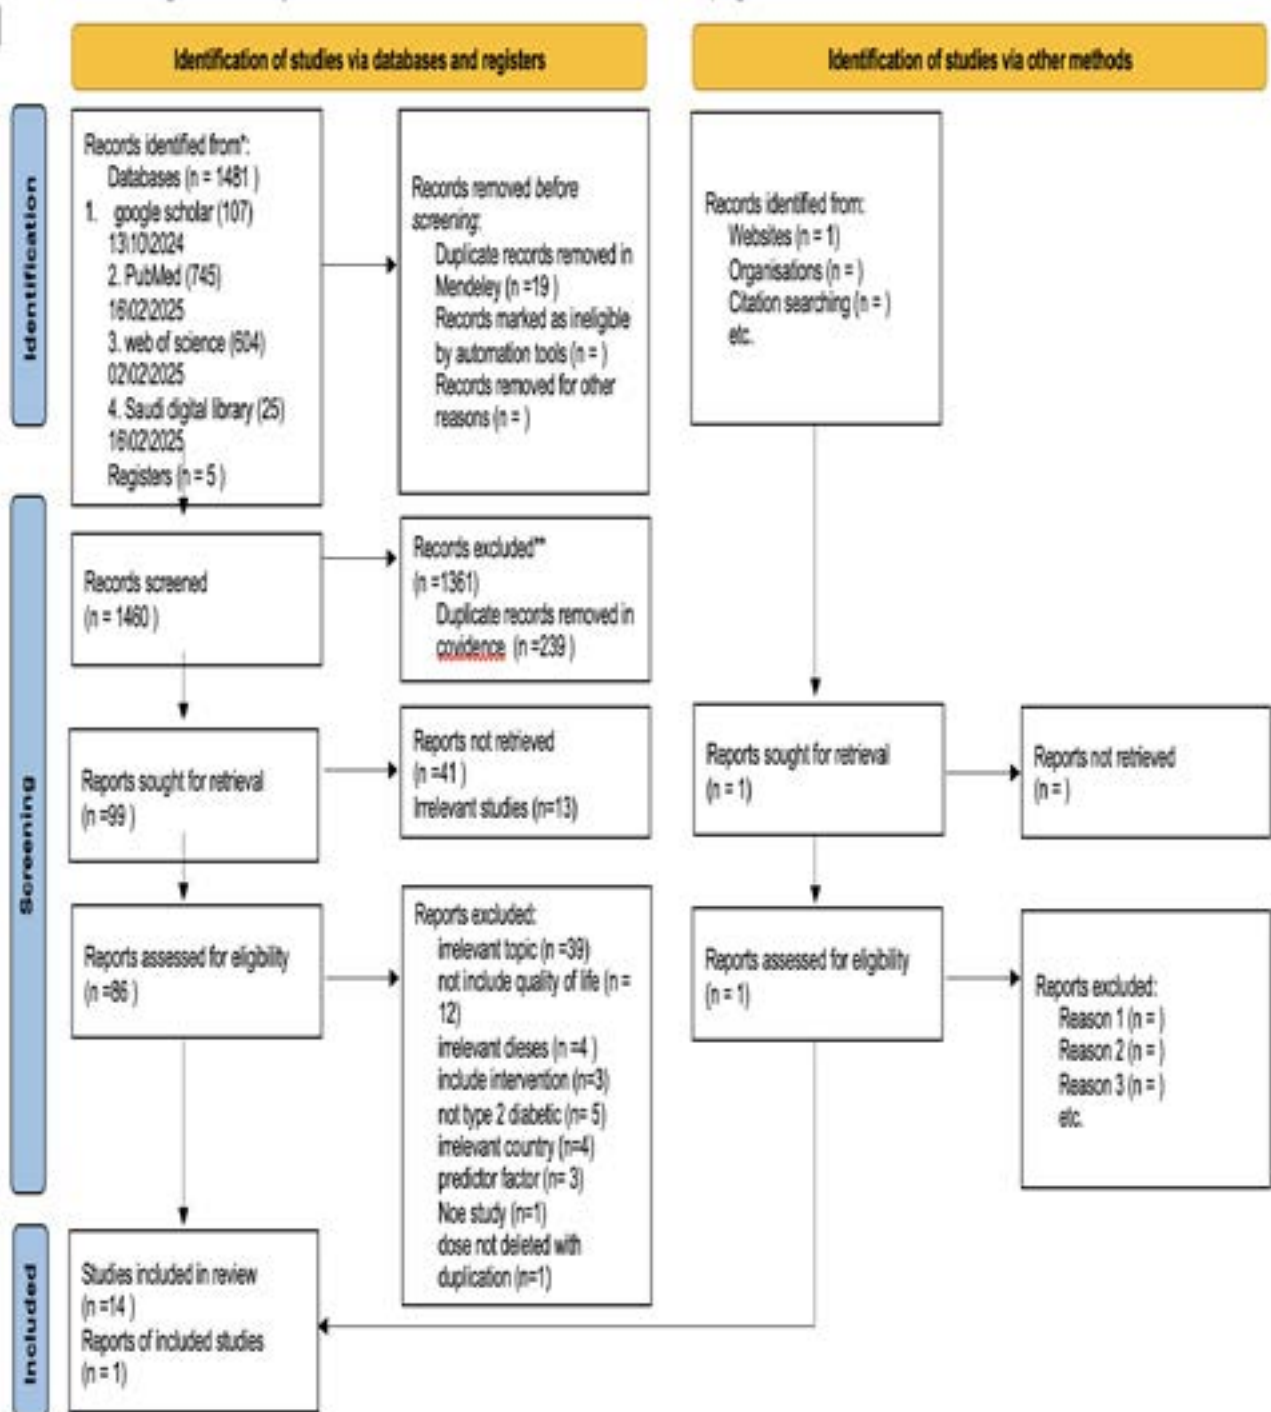 Identification of studies via databases and registers
Identification of studies via other methods
Identification
Records identified from*:
Databases (n = 1481 )
1. google scholar (107)
13\10\2024
2. PubMed (745)
16\02\2025
3. web of science (604)
02\02\2025
4. Saudi digital library (25)
16\02\2025
Registers (n = 5 )
Records removed before
screening:
Duplicate records removed in
Mendeley (n =19 )
Records marked as ineligible
by automation tools (n = )
Records removed for other
reasons (n = )
Records identified from:
Websites (n = 1)
Organisations (n = )
Citation searching (n = )
etc.
Screening
Records screened
(n = 1460 )
Records excluded**
(n =1361)
Duplicate records removed in
covidence (n =239 )
Reports sought for retrieval
(n =99 )
Reports not retrieved
(n =41 )
Irrelevant studies (n=13)
Reports sought for retrieval
(n = 1)
Reports not retrieved
(n = )
Reports assessed for eligibility
(n =86 )
Reports excluded:
irrelevant topic (n =39)
not include quality of life (n =
12)
irrelevant dieses (n =4 )
include intervention (n=3)
not type 2 diabetic (n= 5)
irrelevant country (n=4)
predictor factor (n= 3)
Noe study (n=1)
dose not deleted with
duplication (n=1)
Reports assessed for eligibility
(n = 1)
Reports excluded:
Reason 1 (n = )
Reason 2 (n = )
Reason 3 (n = )
etc.
Included
Studies included in review
(n =14 )
Reports of included studies
(n = 1)